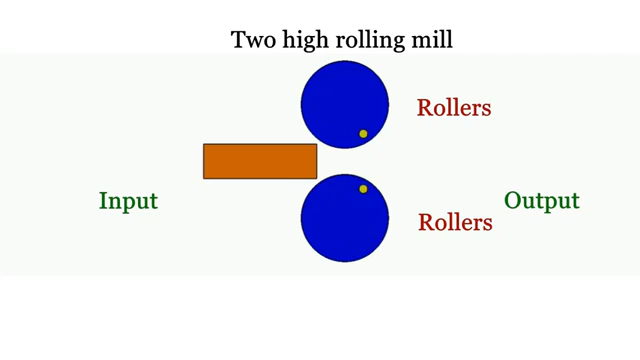 Two high rolling mill
Rollers
Input
Output
Rollers